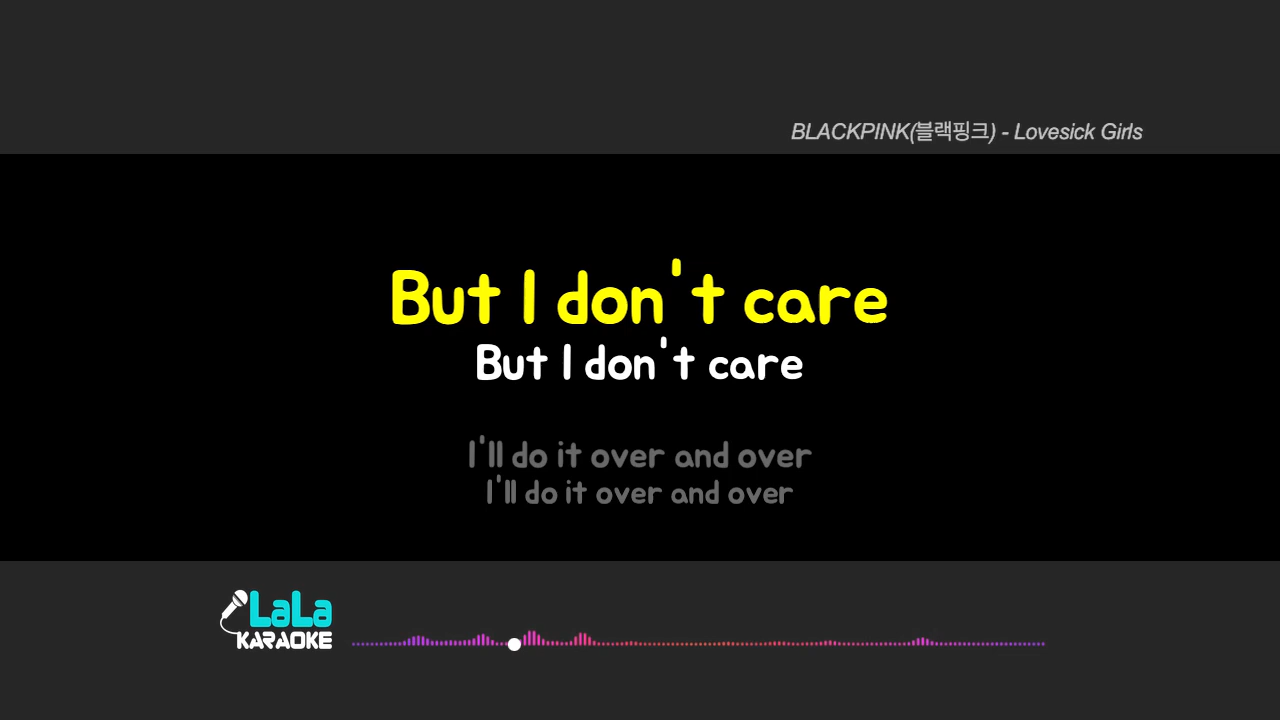 BLACKPINK(블랙핑크) - Lovesick Girls
But I don't care
But I don't care
I'll do it over and over
I'll do it over and over
LaLa
KARAOKE